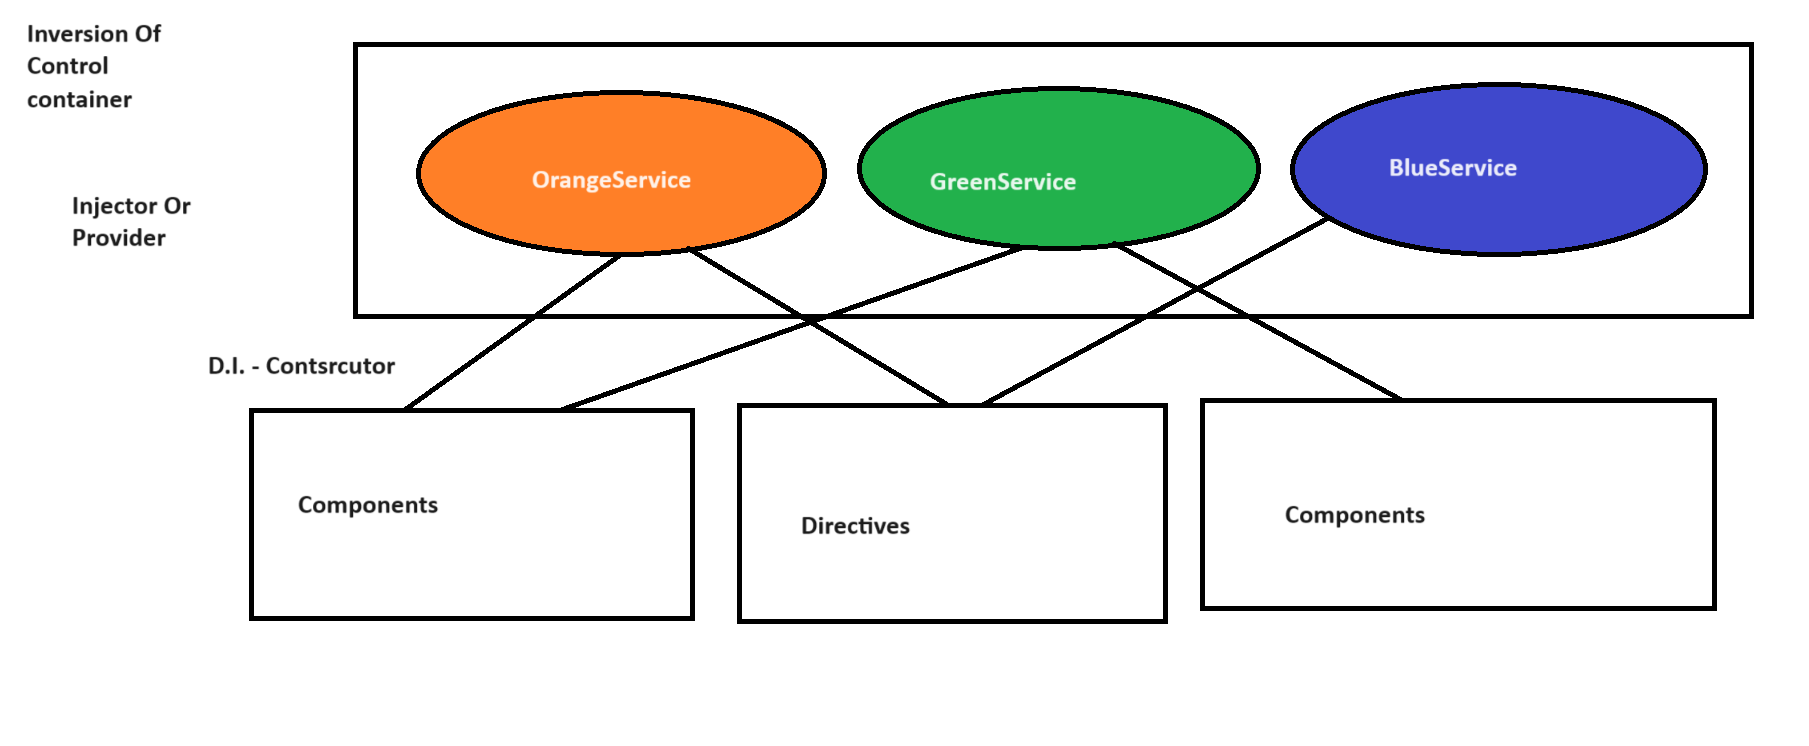 Inversion Of
Control
container
OrangeService
GreenService
BlueService
Injector Or
Provider
D.I. - Contsrcutor
Components
Directives
Components